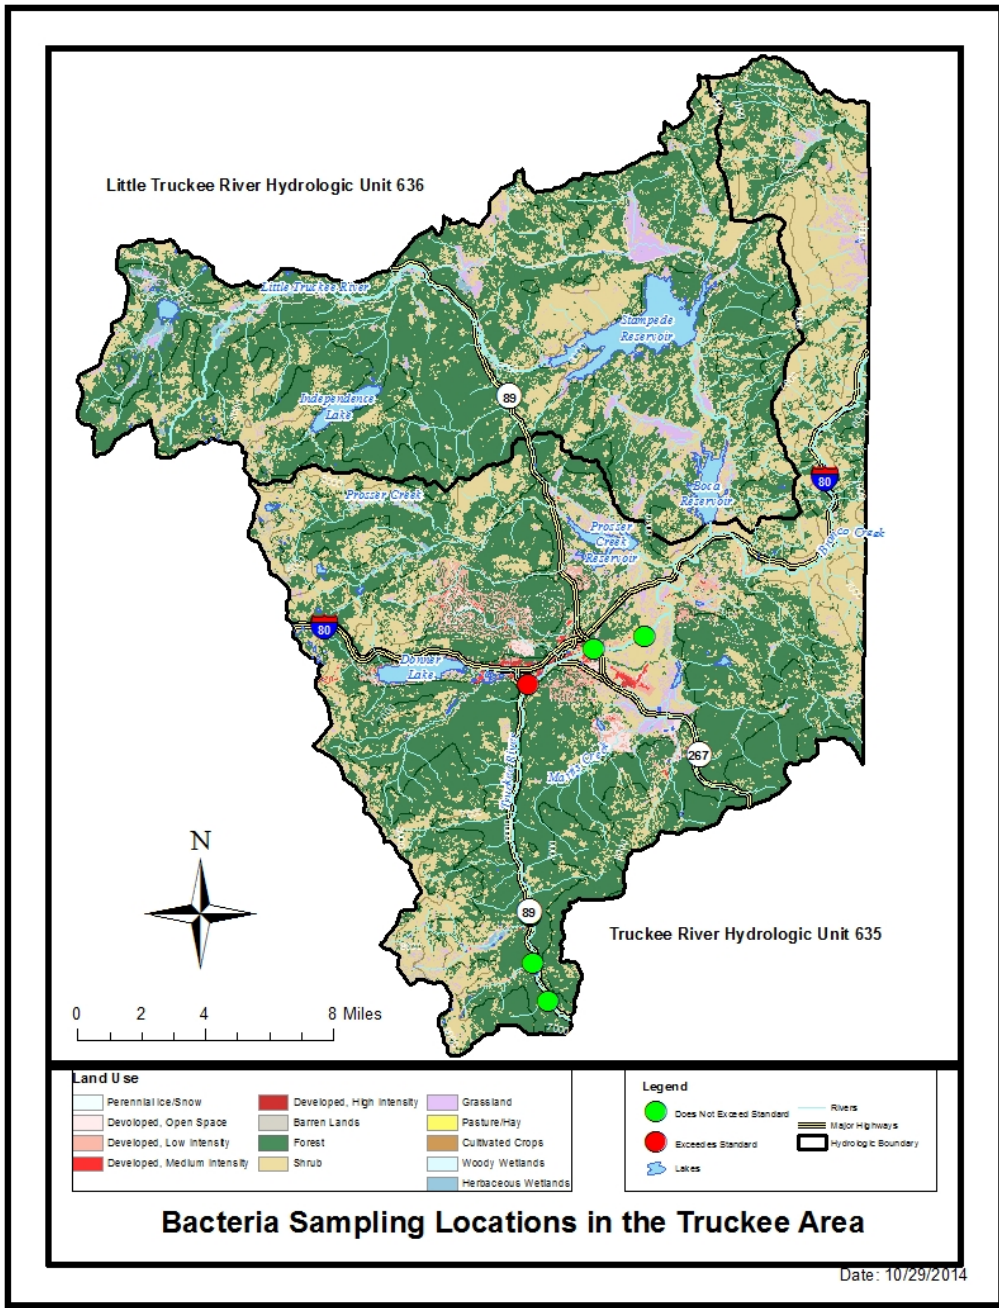 Little Truckee River Hydrologic Unit 636
Little Truckee River
Stampede
Reservoir
Independence
Lake
89
80
Boca
Reservoir
Prosser Creek
Prosser
Creek
Reservoir
Bronco Creek
80
Donner
Lake
Truckee River
Martis Creek
267
N
89
Truckee River Hydrologic Unit 635
0 2 4 8 Miles
7500
Land Use
Perennial Ice/Snow
Devoloped, Open Space
Developed, Low Intensity
Developed, Medium Intensity
Developed, High Intensity
Barren Lands
Forest
Shrub
Grassland
Pasture/Hay
Cultivated Crops
Woody Wetlands
Herbaceous Wetlands
Legend
Does Not Exceed Standard
Exceedes Standard
Lakes
Rivers
Major Highways
Hydrologic Boundary
Bacteria Sampling Locations in the Truckee Area
Date: 10/29/2014